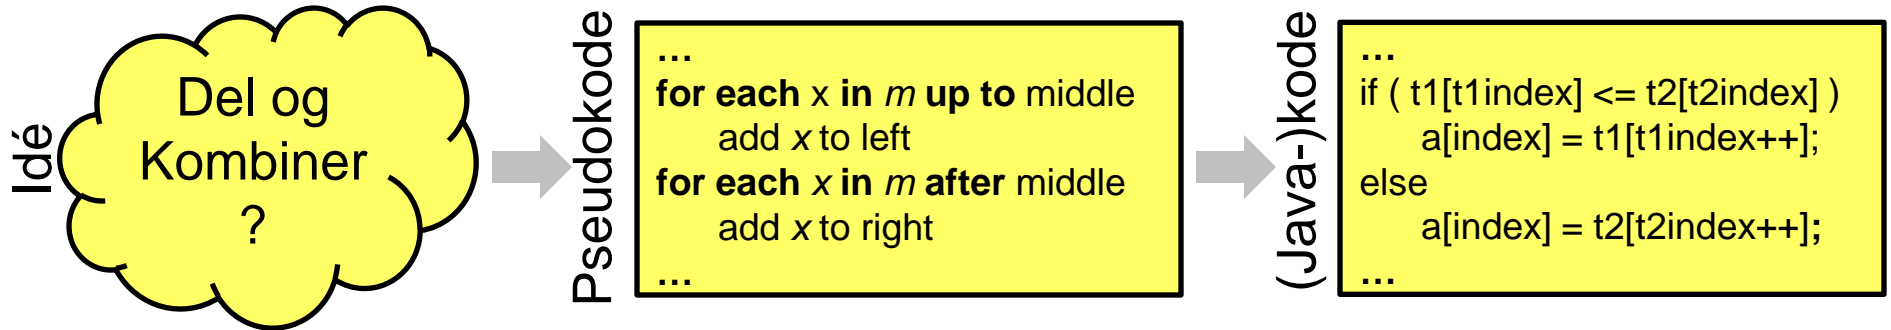 Idé
Del og
Kombiner
?
Pseudokode
…
for each x in m up to middle
add x to left
for each x in m after middle
add x to right
…
(Java-)kode
…
if ( t1[t1index] <= t2[t2index] )
a[index] = t1[t1index++];
else
a[index] = t2[t2index++];
…